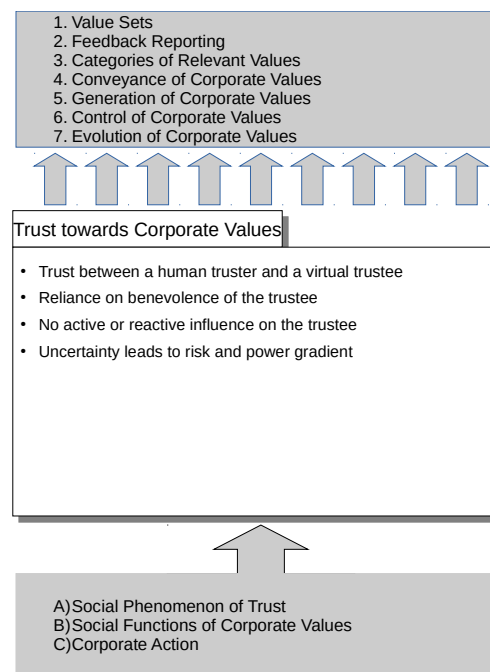 1. Value Sets
2. Feedback Reporting
3. Categories of Relevant Values
4. Conveyance of Corporate Values
5. Generation of Corporate Values
6. Control of Corporate Values
7. Evolution of Corporate Values
Trust towards Corporate Values
• Trust between a human truster and a virtual trustee
• Reliance on benevolence of the trustee
• No active or reactive influence on the trustee
• Uncertainty leads to risk and power gradient
A)Social Phenomenon of Trust
B)Social Functions of Corporate Values
C)Corporate Action